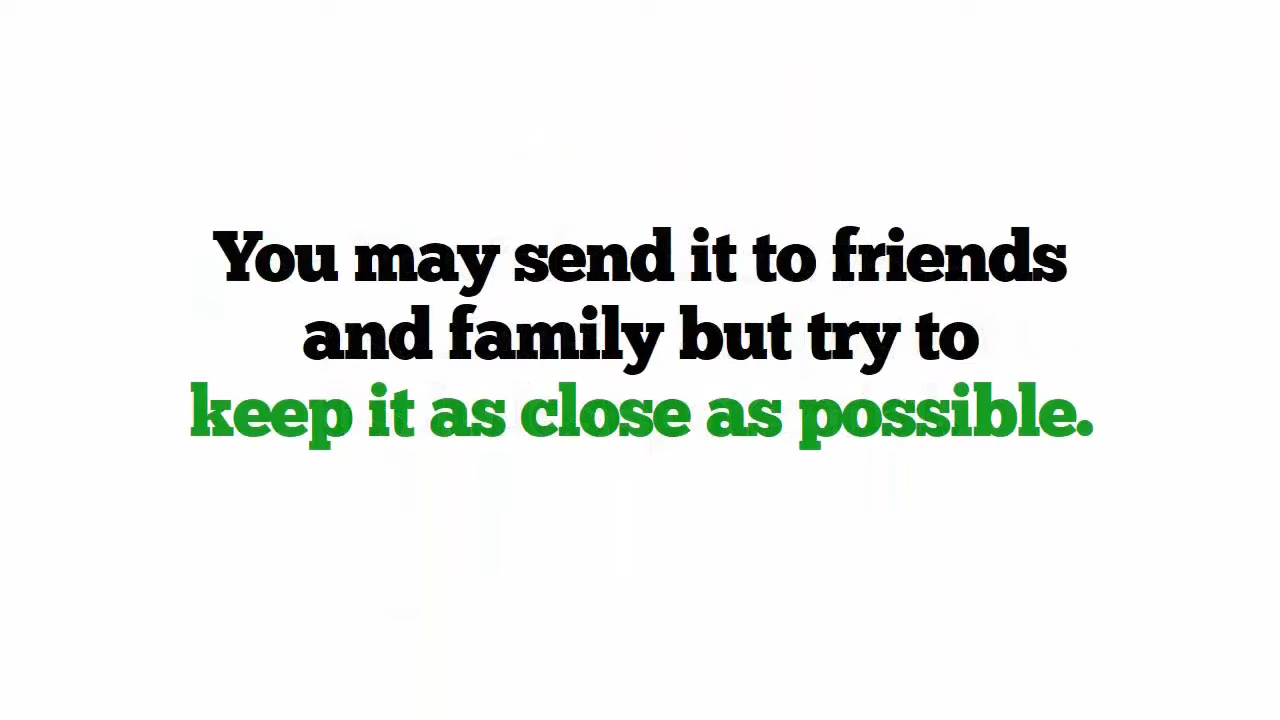 You may send it to friends
and family but try to
keep it as close as possible.